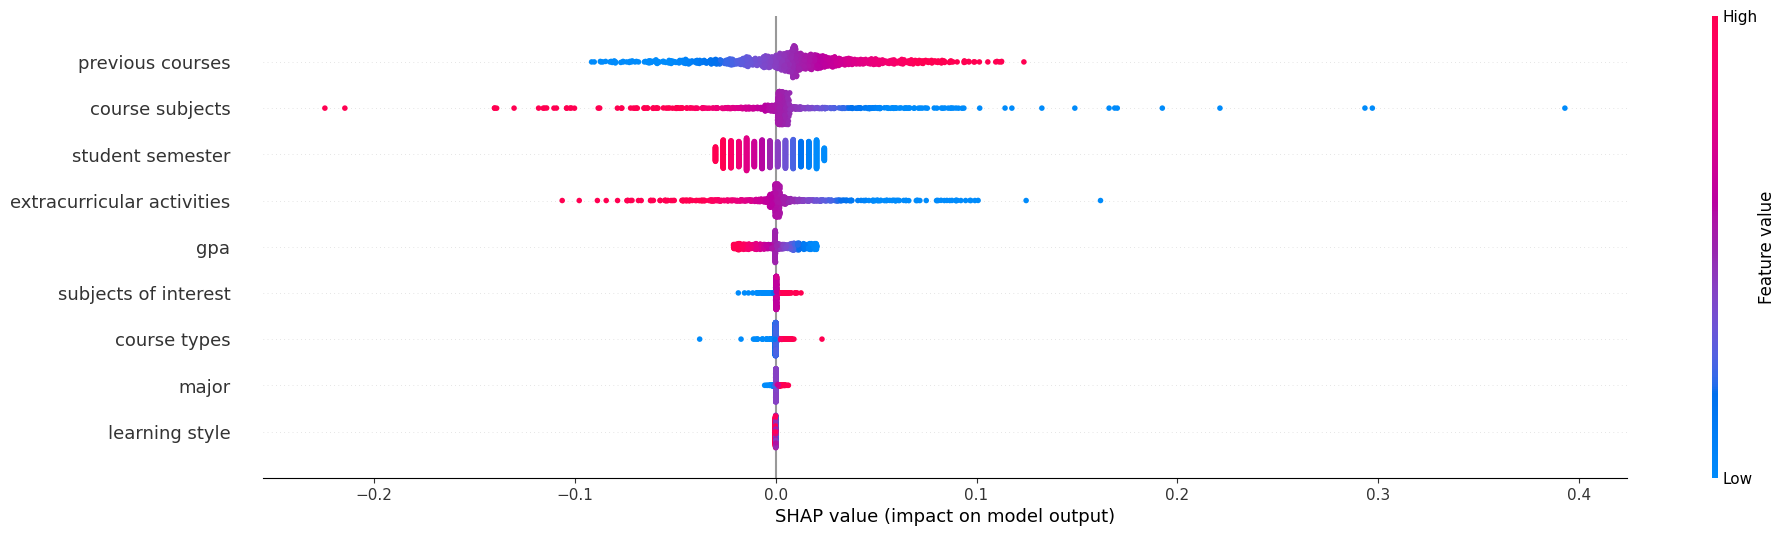 High
previous courses
course subjects
student semester
extracurricular activities
gpa
subjects of interest
course types
major
learning style
Feature value
Low
−0.2 −0.1 0.0 0.1 0.2 0.3 0.4
SHAP value (impact on model output)